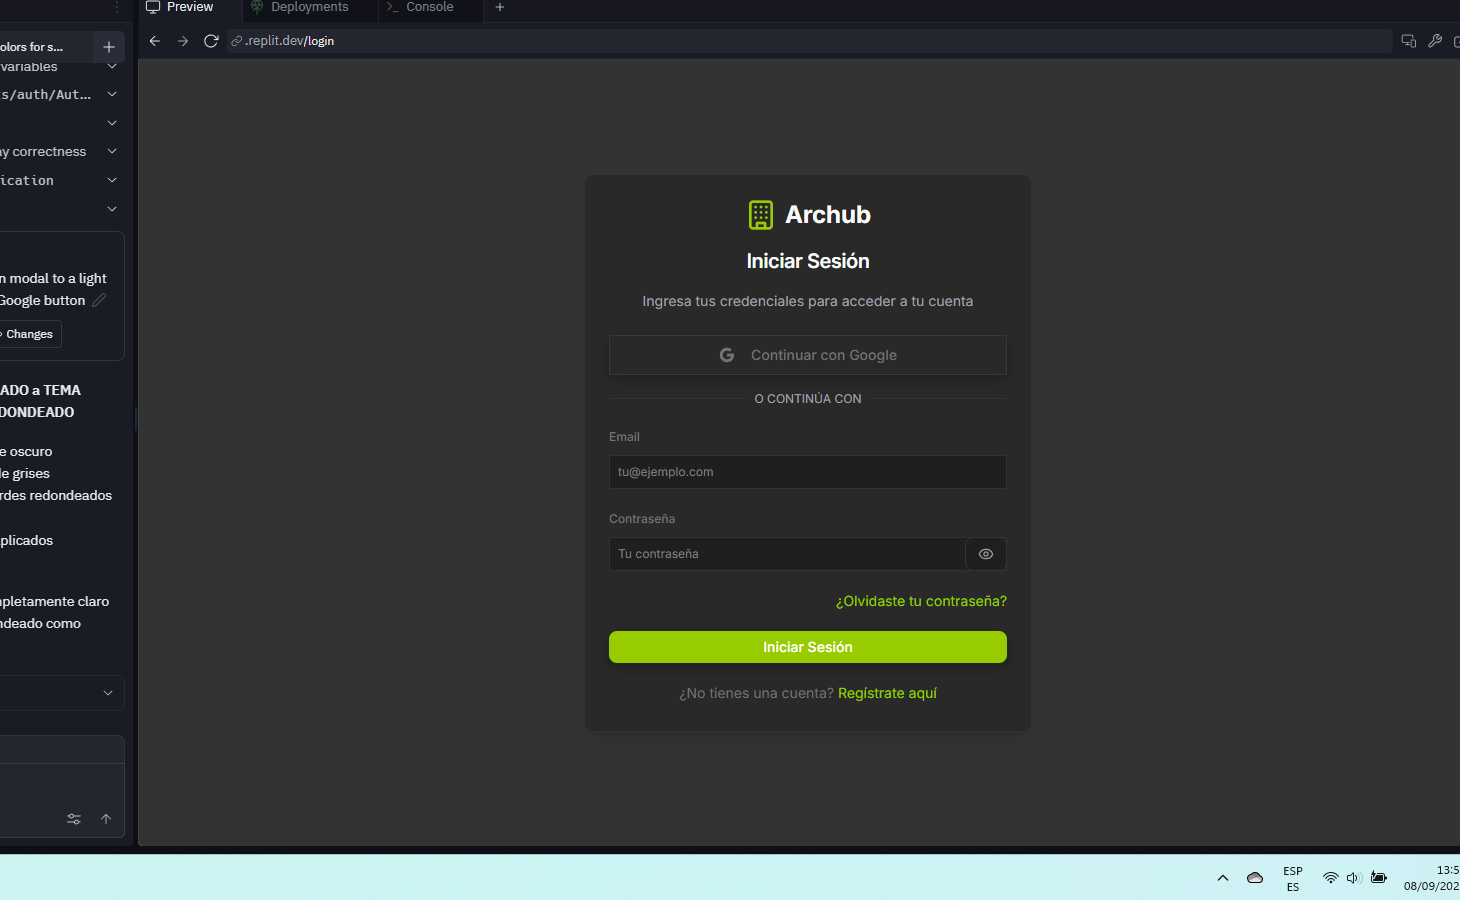 Preview
Deployments
Console
olors for s...
.replit.dev/login
variables
s/auth/Aut...
ay correctness
ication
n modal to a light
Google button
Changes
ADO a TEMA
DONDEADO
e oscuro
de grises
rdes redondeados
plicados
mpletamente claro
ndeado como
Archub
Iniciar Sesión
Ingresa tus credenciales para acceder a tu cuenta
G Continuar con Google
O CONTINÚA CON
Email
tu@ejemplo.com
Contraseña
Tu contraseña
¿Olvidaste tu contraseña?
Iniciar Sesión
¿No tienes una cuenta? Regístrate aquí
ESP
ES
13:5
08/09/202